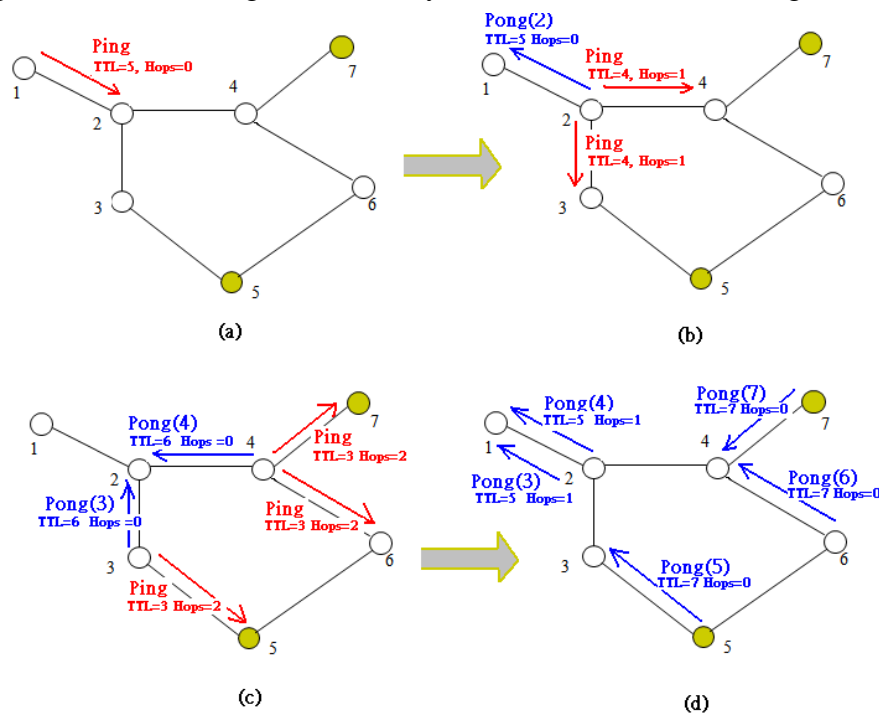 Ping
TTL=5, Hops=0
7
4
1
2
3
6
5
(a)
Pong(2)
TTL=5 Hops=0
Ping
TTL=4, Hops=1
7
4
1
2
Ping
TTL=4, Hops=1
3
6
5
(b)
Pong(4)
TTL=6 Hops =0
4
7
Ping
TTL=3 Hops=2
1
2
Pong(3)
TTL=6 Hops =0
Ping
TTL=3 Hops=2
6
3
Ping
TTL=3 Hops=2
5
(c)
Pong(4)
TTL=5 Hops=1
Pong(7)
TTL=7 Hops=0
7
4
1
2
Pong(3)
TTL=5 Hops=1
Pong(6)
TTL=7 Hops=0
6
3
Pong(5)
TTL=7 Hops=0
5
(d)